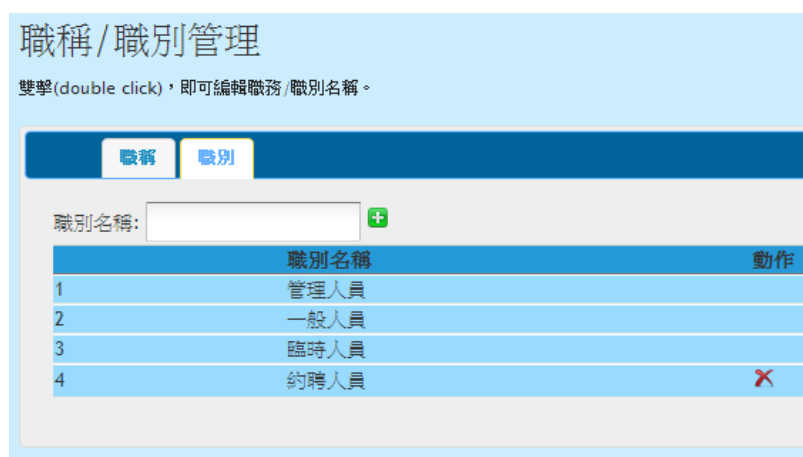 職稱/職別管理
雙擊(double click)，即可編輯職務/職別名稱。
職稱 職別
職別名稱:
職別名稱 動作
1 管理人員
2 一般人員
3 臨時人員
4 約聘人員